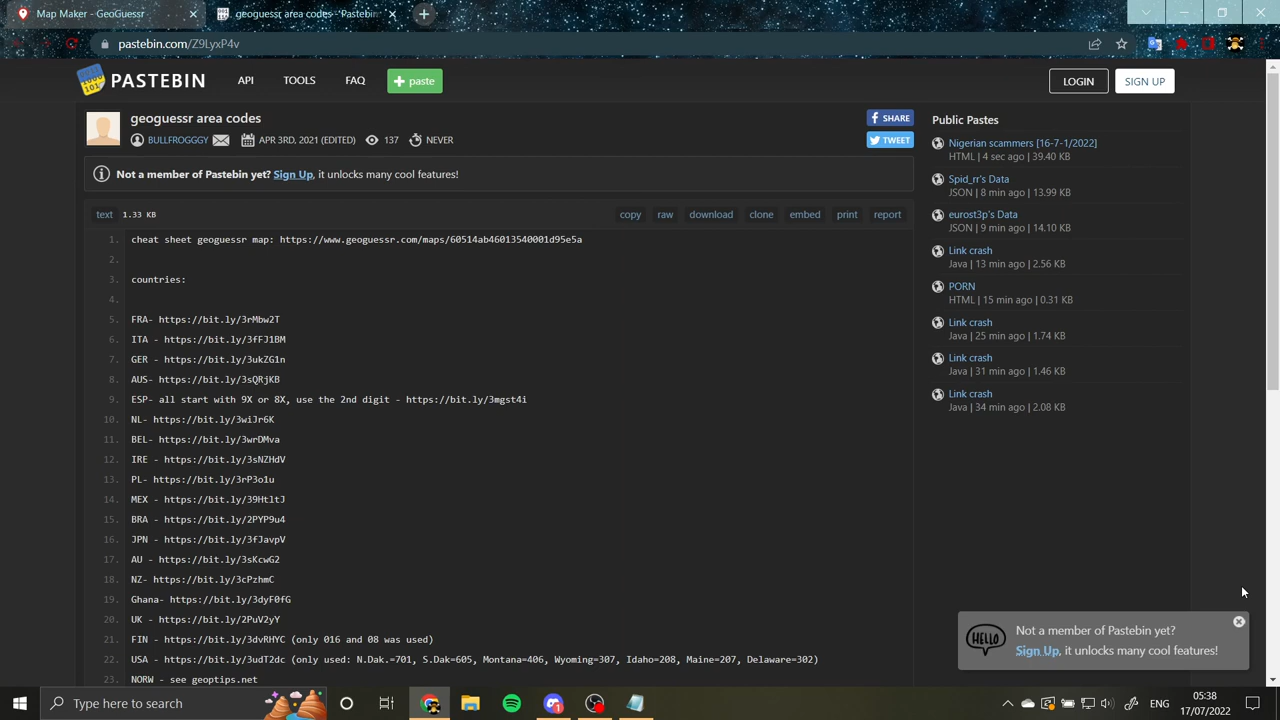 Map Maker - GeoGuessr
geoguessr area codes - Pastebin
pastebin.com/Z9LyxP4v
PASTEBIN
API
TOOLS
FAQ
+ paste
LOGIN
SIGN UP
geoguessr area codes
BULLFROGGGY
APR 3RD, 2021 (EDITED)
137
NEVER
SHARE
TWEET
Not a member of Pastebin yet? Sign Up, it unlocks many cool features!
text 1.33 KB
copy
raw
download
clone
embed
print
report
1. cheat sheet geoguessr map: https://www.geoguessr.com/maps/60514ab46013540001d95e5a
2.
3. countries:
4.
5. FRA- https://bit.ly/3rMbw2T
6. ITA - https://bit.ly/3fFJ1BM
7. GER - https://bit.ly/3ukZG1n
8. AUS- https://bit.ly/3sQRjKB
9. ESP- all start with 9X or 8X, use the 2nd digit - https://bit.ly/3mgst4i
10. NL- https://bit.ly/3wiJr6K
11. BEL- https://bit.ly/3wrDMva
12. IRE - https://bit.ly/3sNZHdV
13. PL- https://bit.ly/3rP3o1u
14. MEX - https://bit.ly/39HtltJ
15. BRA - https://bit.ly/2PYP9u4
16. JPN - https://bit.ly/3fJavpV
17. AU - https://bit.ly/3sKcwG2
18. NZ- https://bit.ly/3cPzhmC
19. Ghana- https://bit.ly/3dyF0fG
20. UK - https://bit.ly/2PuV2yY
21. FIN - https://bit.ly/3dvRHYC (only 016 and 08 was used)
22. USA - https://bit.ly/3udT2dc (only used: N.Dak.=701, S.Dak=605, Montana=406, Wyoming=307, Idaho=208, Maine=207, Delaware=302)
23. NORW - see geoptips.net
Public Pastes
Nigerian scammers [16-7-1/2022]
HTML | 4 sec ago | 39.40 KB
Spid_rr's Data
JSON | 8 min ago | 13.99 KB
eurost3p's Data
JSON | 9 min ago | 14.10 KB
Link crash
Java | 13 min ago | 2.56 KB
PORN
HTML | 15 min ago | 0.31 KB
Link crash
Java | 25 min ago | 1.74 KB
Link crash
Java | 31 min ago | 1.46 KB
Link crash
Java | 34 min ago | 2.08 KB
HELLO
Not a member of Pastebin yet?
Sign Up, it unlocks many cool features!
Type here to search
ENG
05:38
17/07/2022